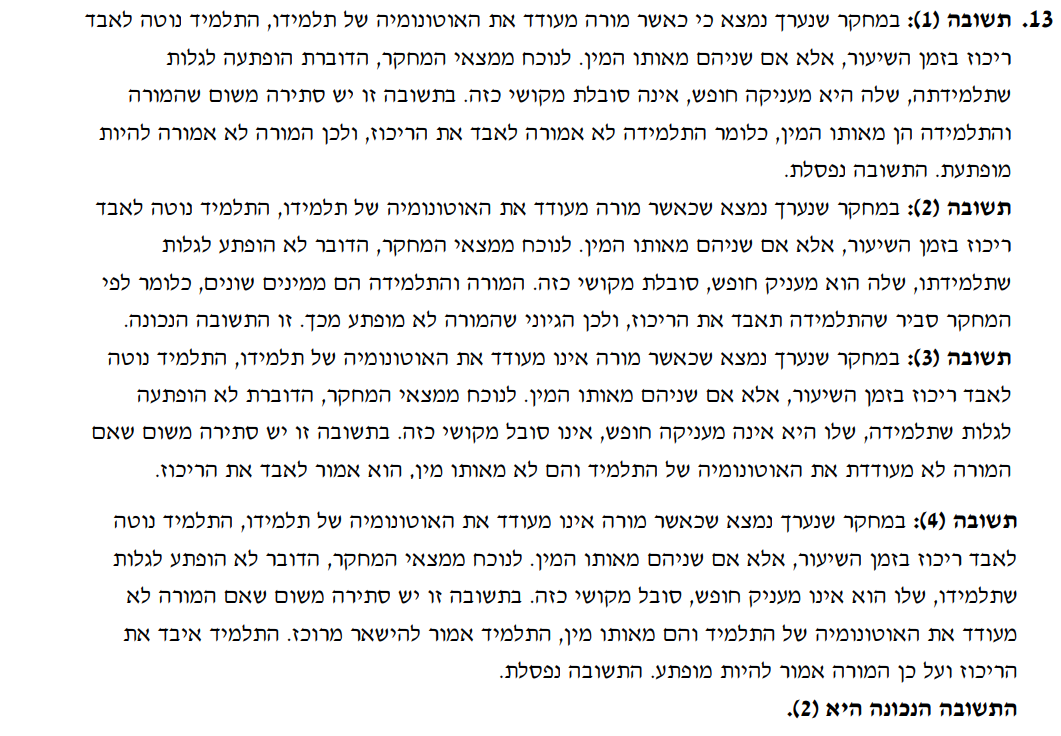 13. תשובה (1): במחקר שנערך נמצא כי כאשר מורה מעודד את האוטונומיה של תלמידו, התלמיד נוטה לאבד
ריכוז בזמן השיעור, אלא אם שניהם מאותו המין. לנוכח ממצאי המחקר, הדוברת הופתעה לגלות
שתלמידתה, שלה היא מעניקה חופש, אינה סובלת מקושי כזה. בתשובה זו יש סתירה משום שהמורה
והתלמידה הן מאותו המין, כלומר התלמידה לא אמורה לאבד את הריכוז, ולכן המורה לא אמורה להיות
מופתעת. התשובה נפסלת.
תשובה (2): במחקר שנערך נמצא שכאשר מורה מעודד את האוטונומיה של תלמידו, התלמיד נוטה לאבד
ריכוז בזמן השיעור, אלא אם שניהם מאותו המין. לנוכח ממצאי המחקר, הדובר לא הופתע לגלות
שתלמידתו, שלה הוא מעניק חופש, סובלת מקושי כזה. המורה והתלמידה הם ממינים שונים, כלומר לפי
המחקר סביר שהתלמידה תאבד את הריכוז, ולכן הגיוני שהמורה לא מופתע מכך. זו התשובה הנכונה.
תשובה (3): במחקר שנערך נמצא שכאשר מורה אינו מעודד את האוטונומיה של תלמידו, התלמיד נוטה
לאבד ריכוז בזמן השיעור, אלא אם שניהם מאותו המין. לנוכח ממצאי המחקר, הדוברת לא הופתעה
לגלות שתלמידה, שלו היא אינה מעניקה חופש, אינו סובל מקושי כזה. בתשובה זו יש סתירה משום שאם
המורה לא מעודדת את האוטונומיה של התלמיד והם לא מאותו מין, הוא אמור לאבד את הריכוז.
תשובה (4): במחקר שנערך נמצא שכאשר מורה אינו מעודד את האוטונומיה של תלמידו, התלמיד נוטה
לאבד ריכוז בזמן השיעור, אלא אם שניהם מאותו המין. לנוכח ממצאי המחקר, הדובר לא הופתע לגלות
שתלמידו, שלו הוא אינו מעניק חופש, סובל מקושי כזה. בתשובה זו יש סתירה משום שאם המורה לא
מעודד את האוטונומיה של התלמיד והם מאותו מין, התלמיד אמור להישאר מרוכז. התלמיד איבד את
הריכוז ועל כן המורה אמור להיות מופתע. התשובה נפסלת.
התשובה הנכונה היא (2).